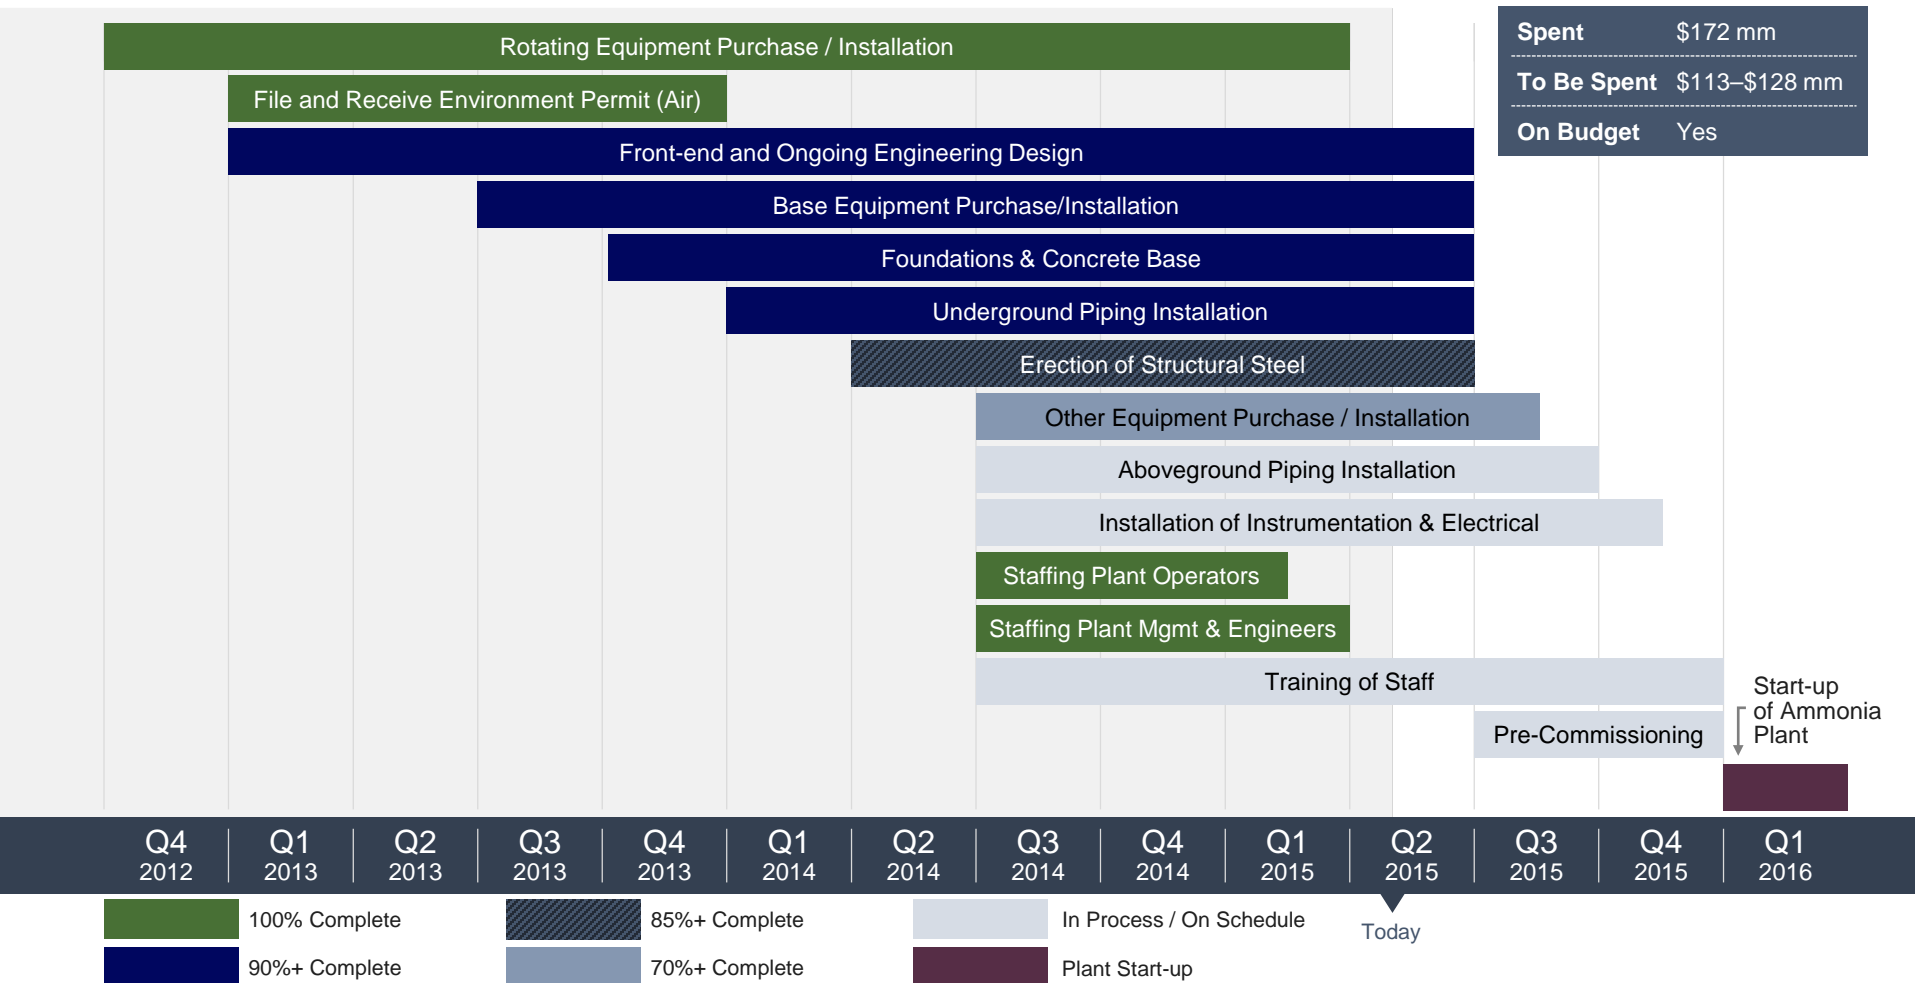 Rotating Equipment Purchase / Installation
File and Receive Environment Permit (Air)
Front-end and Ongoing Engineering Design
Base Equipment Purchase/Installation
Foundations & Concrete Base
Underground Piping Installation
Erection of Structural Steel
Other Equipment Purchase / Installation
Aboveground Piping Installation
Installation of Instrumentation & Electrical
Staffing Plant Operators
Staffing Plant Mgmt & Engineers
Training of Staff
Pre-Commissioning
Spent $172 mm
To Be Spent $113–$128 mm
On Budget Yes
Start-up
of Ammonia
Plant
Q4 Q1 Q2 Q3 Q4 Q1 Q2 Q3 Q4 Q1 Q2 Q3 Q4 Q1
2012 2013 2013 2013 2013 2014 2014 2014 2014 2015 2015 2015 2015 2016
Today
100% Complete
90%+ Complete
85%+ Complete
70%+ Complete
In Process / On Schedule
Plant Start-up